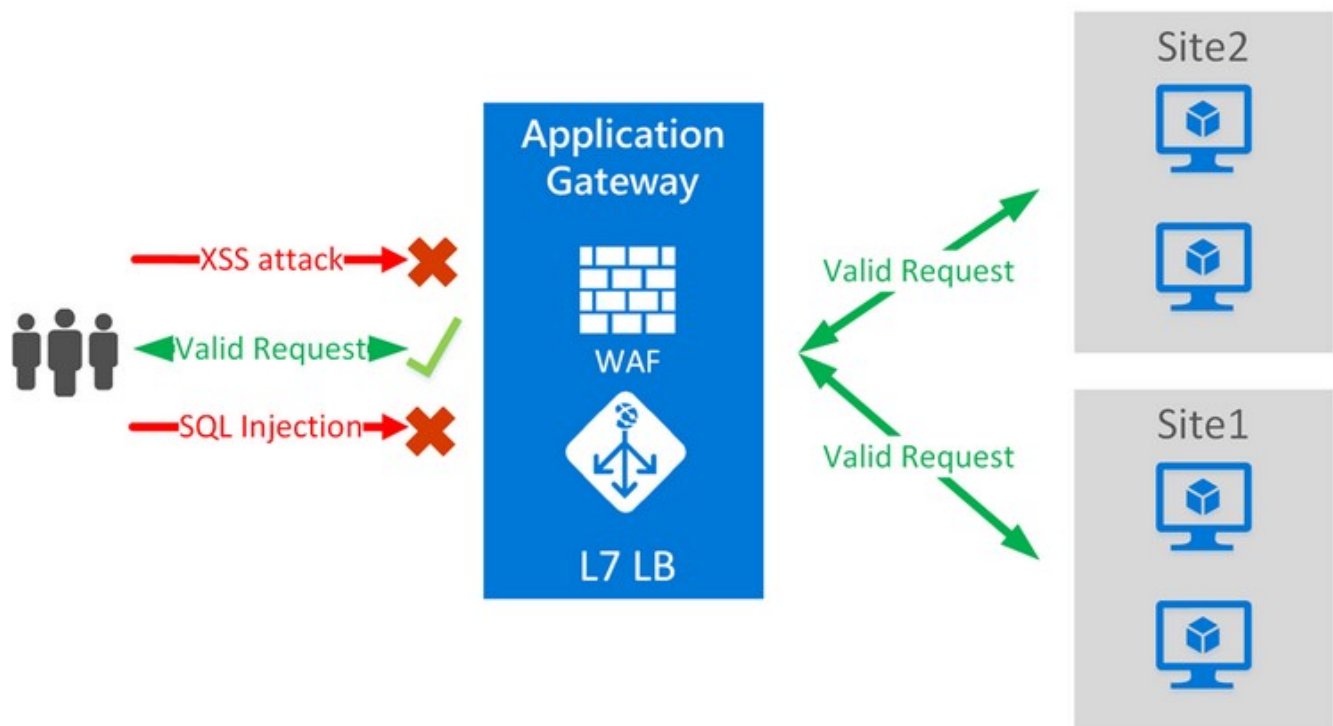 XSS attack
Valid Request
SQL Injection
Application
Gateway
WAF
L7 LB
Valid Request
Valid Request
Site2
Site1